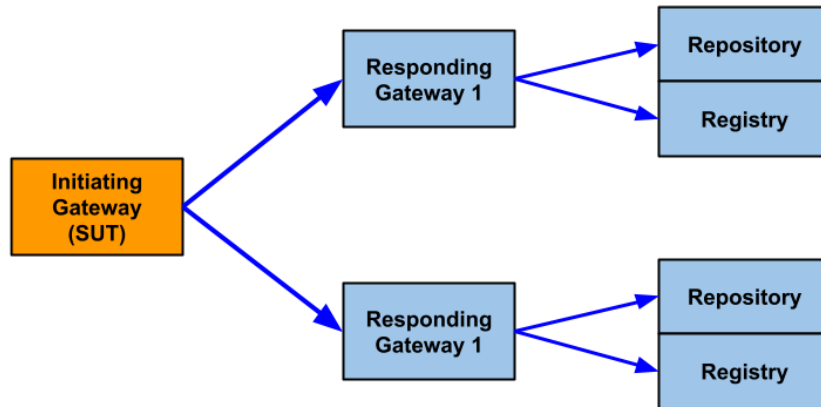 Initiating
Gateway
(SUT)
Responding
Gateway 1
Repository
Registry
Responding
Gateway 1
Repository
Registry